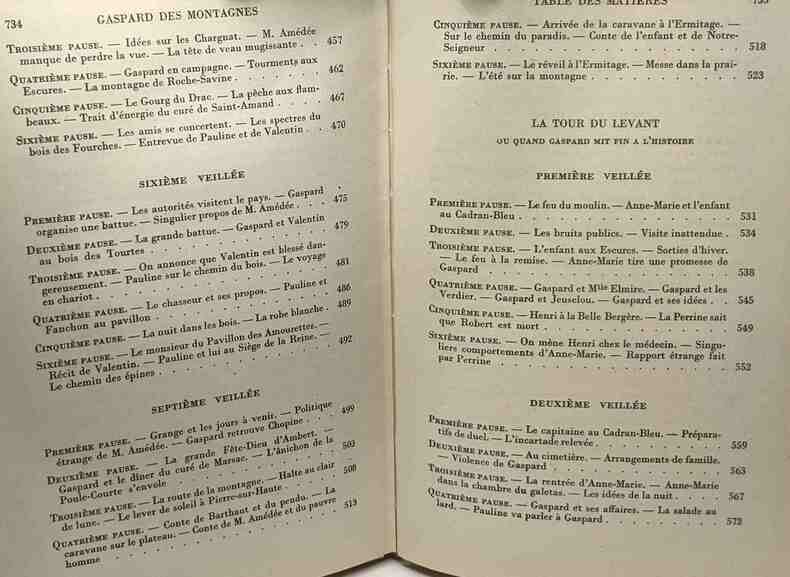 734
GASPARD DES MONTAGNES
TROISIÈME PAUSE. — Idées sur les Chargnat. — M. Amédée
manque de perdre la vue. — La tête de veau mugissante . . 457
QUATRIÈME PAUSE. — Gaspard en campagne. — Tourments aux
Escures. — La montagne de Roche-Savine . . . . . . . 462
CINQUIÈME PAUSE. — Le Gourg du Drac. — La pêche aux flam-
beaux. — Trait d'énergie du curé de Saint-Amand . . . . 467
SIXIÈME PAUSE. — Les amis se concertent. — Les spectres du
bois des Fourches. — Entrevue de Pauline et de Valentin . . 470
SIXIÈME VEILLÉE
PREMIÈRE PAUSE. — Les autorités visitent le pays. — Gaspard
organise une battue. — Singulier propos de M. Amédée . . . 475
DEUXIÈME PAUSE. — La grande battue. — Gaspard et Valentin
au bois des Tourtes . . . . . . . . . . . . 479
TROISIÈME PAUSE. — On annonce que Valentin est blessé dan-
gereusement. — Pauline sur le chemin du bois. — Le voyage
en chariot . . . . . . . . . . . . . . 481
QUATRIÈME PAUSE. — Le chasseur et ses propos. — Pauline et
Fanchon au pavillon . . . . . . . . . . . . 486
CINQUIÈME PAUSE. — La nuit dans les bois. — La robe blanche . 489
SIXIÈME PAUSE. — Le monsieur du Pavillon des Amourettes. —
Récit de Valentin. — Pauline et lui au Siège de la Reine. —
Le chemin des épines . . . . . . . . . . . . 492
SEPTIÈME VEILLÉE
PREMIÈRE PAUSE. — Grange et les jours à venir. — Politique
étrange de M. Amédée. — Gaspard retrouve Chopine . . . . 499
DEUXIÈME PAUSE. — La grande Fête-Dieu d'Ambert. —
Gaspard et le dîner du curé de Marsac. — L'ânichon de la
Poule-Courte s'envole . . . . . . . . . . . . 503
TROISIÈME PAUSE. — La route de la montagne. — Halte au clair
de lune. — Le lever de soleil à Pierre-sur-Haute . . . . . 508
QUATRIÈME PAUSE. — Conte de Barthaut et du pendu. — La
caravane sur le plateau. — Conte de M. Amédée et du pauvre
homme . . . . . . . . . . . . . . . 513
TABLE DES MATIÈRES 735
CINQUIÈME PAUSE. — Arrivée de la caravane à l'Ermitage. —
Sur le chemin du paradis. — Conte de l'enfant et de Notre-
Seigneur . . . . . . . . . . . . . . . 518
SIXIÈME PAUSE. — Le réveil à l'Ermitage. — Messe dans la prai-
rie. — L'été sur la montagne . . . . . . . . . . 523
LA TOUR DU LEVANT
OU QUAND GASPARD MIT FIN A L'HISTOIRE
PREMIÈRE VEILLÉE
PREMIÈRE PAUSE. — Le feu du moulin. — Anne-Marie et l'enfant
au Cadran-Bleu . . . . . . . . . . . . . 531
DEUXIÈME PAUSE. — Les bruits publics. — Visite inattendue . 534
TROISIÈME PAUSE. — L'enfant aux Escures. — Sorties d'hiver.
— Le feu à la remise. — Anne-Marie tire une promesse de
Gaspard . . . . . . . . . . . . . . . 538
QUATRIÈME PAUSE. — Gaspard et Mlle Elmire. — Gaspard et les
Verdier. — Gaspard et Jeusclou. — Gaspard et ses idées . . 545
CINQUIÈME PAUSE. — Henri à la Belle Bergère. — La Perrine sait
que Robert est mort . . . . . . . . . . . . 549
SIXIÈME PAUSE. — On mène Henri chez le médecin. — Singu-
liers comportements d'Anne-Marie. — Rapport étrange fait
par Perrine . . . . . . . . . . . . . . 552
DEUXIÈME VEILLÉE
PREMIÈRE PAUSE. — Le capitaine au Cadran-Bleu. — Prépara-
tifs de duel. — L'incartade relevée . . . . . . . . 559
DEUXIÈME PAUSE. — Au cimetière. — Arrangements de famille.
— Violence de Gaspard . . . . . . . . . . . 563
TROISIÈME PAUSE. — La rentrée d'Anne-Marie. — Anne-Marie
dans la chambre du galetas. — Les idées de la nuit . . . . 567
QUATRIÈME PAUSE. — Gaspard et ses affaires. — La salade au
lard. — Pauline va parler à Gaspard . . . . . . . . 572